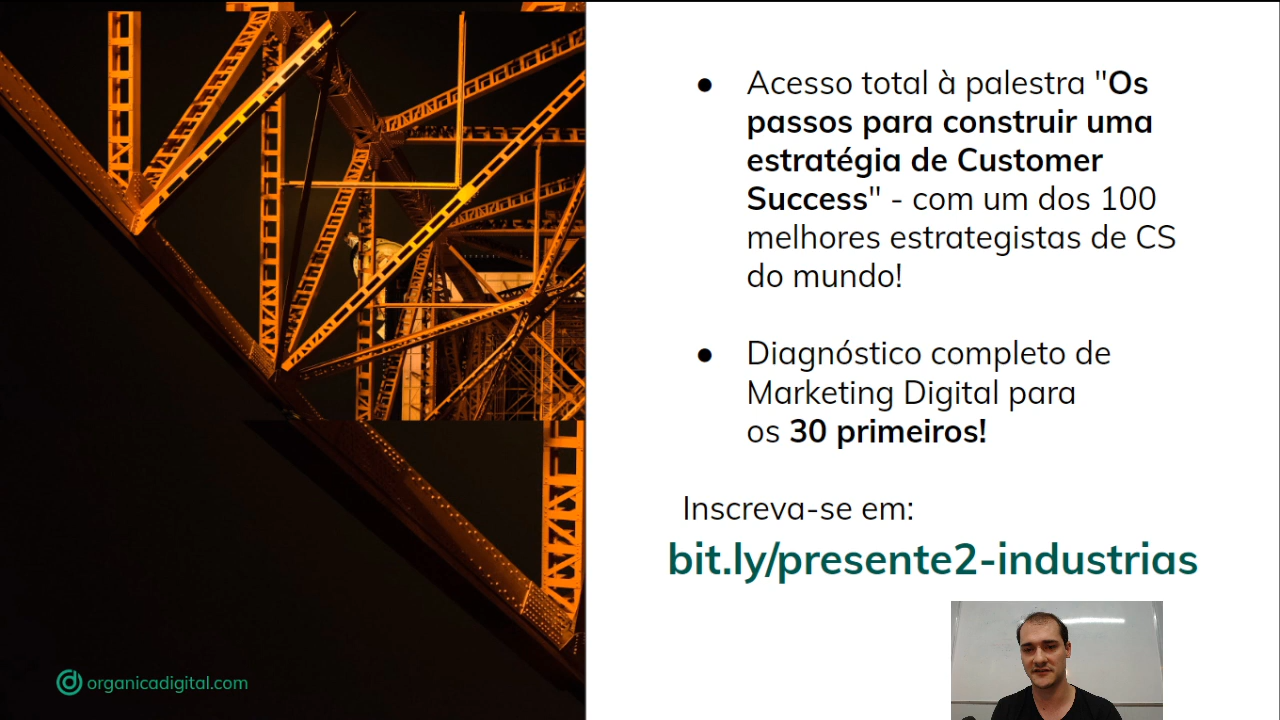 ● Acesso total à palestra "Os
passos para construir uma
estratégia de Customer
Success" - com um dos 100
melhores estrategistas de CS
do mundo!
● Diagnóstico completo de
Marketing Digital para
os 30 primeiros!
Inscreva-se em:
bit.ly/presente2-industrias
organicadigital.com